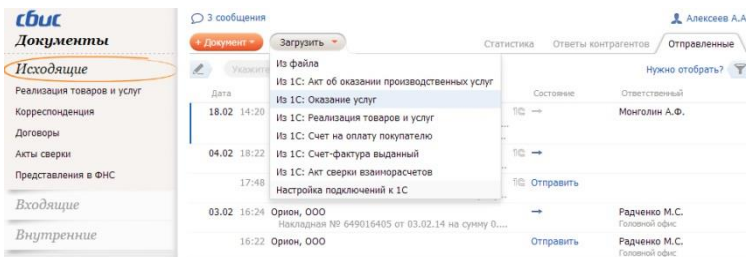 сбис
Документы
Исходящие
Реализация товаров и услуг
Корреспонденция
Договоры
Акты сверки
Представления в ФНС
Входящие
Внутренние
3 сообщения
Алексеев А.А
+ Документ
Загрузить
Статистика
Ответы контрагентов
Отправленные
Укажите
Нужно отобрать?
Из файла
Из 1С: Акт об оказании производственных услуг
Из 1С: Оказание услуг
Из 1С: Реализация товаров и услуг
Из 1С: Счет на оплату покупателю
Из 1С: Счет-фактура выданный
Из 1С: Акт сверки взаиморасчетов
Настройка подключений к 1С
Дата
Состояние
Ответственный
18.02 14:20
Монголин А.Ф.
04.02 18:22
17:48
Отправить
03.02 16:24 Орион, ООО
Радченко М.С.
Накладная № 649016405 от 03.02.14 на сумму 0....
Головной офис
16:22 Орион, ООО
Отправить
Радченко М.С.
Головной офис